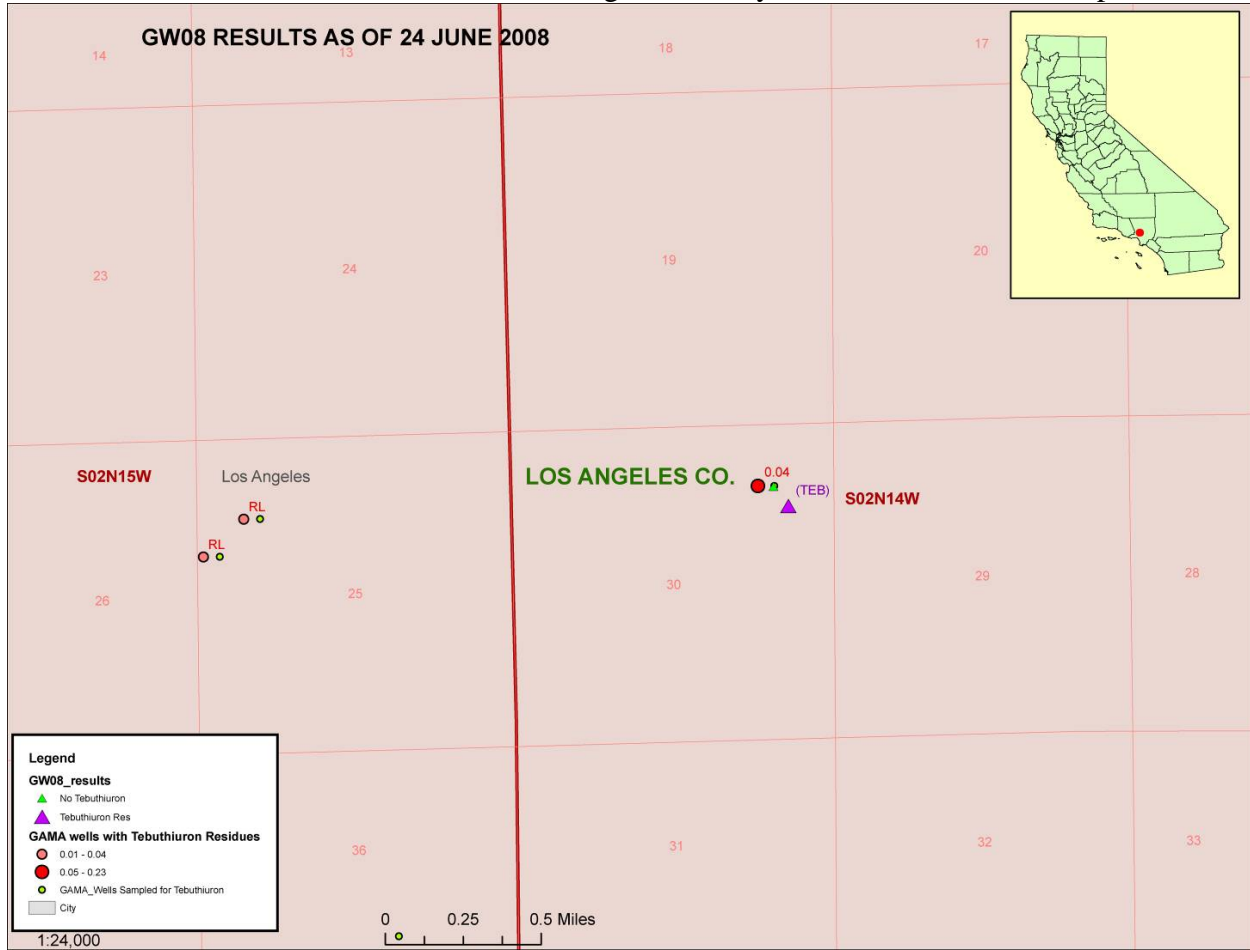 GW08 RESULTS AS OF 24 JUNE 2008
14
13
18
17
23
24
19
20
S02N15W
Los Angeles
LOS ANGELES CO.
0.04
(TEB)
S02N14W
RL
RL
26
25
30
29
28
36
31
32
33
Legend
GW08_results
No Tebuthiuron
Tebuthiuron Res
GAMA wells with Tebuthiuron Residues
0.01 - 0.04
0.05 - 0.23
GAMA_Wells Sampled for Tebuthiuron
City
1:24,000
0 0.25 0.5 Miles